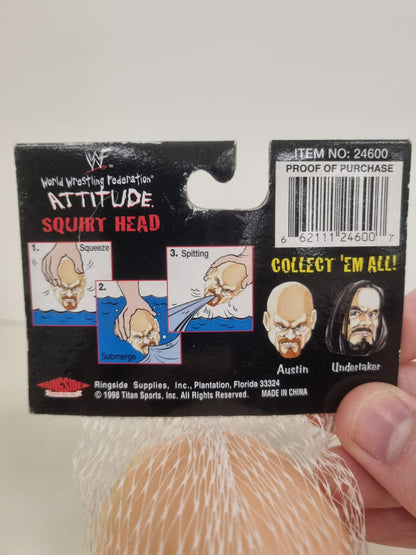 WF
World Wrestling Federation
ATTITUDE
SQUIRT HEAD
1. Squeeze
2.
Submerge
3. Spitting
ITEM NO: 24600
PROOF OF PURCHASE
6 62111 24600 7
COLLECT 'EM ALL!
Austin Undertaker
RINGSIDE
Ringside Supplies, Inc., Plantation, Florida 33324
© 1998 Titan Sports, Inc. All Rights Reserved. MADE IN CHINA